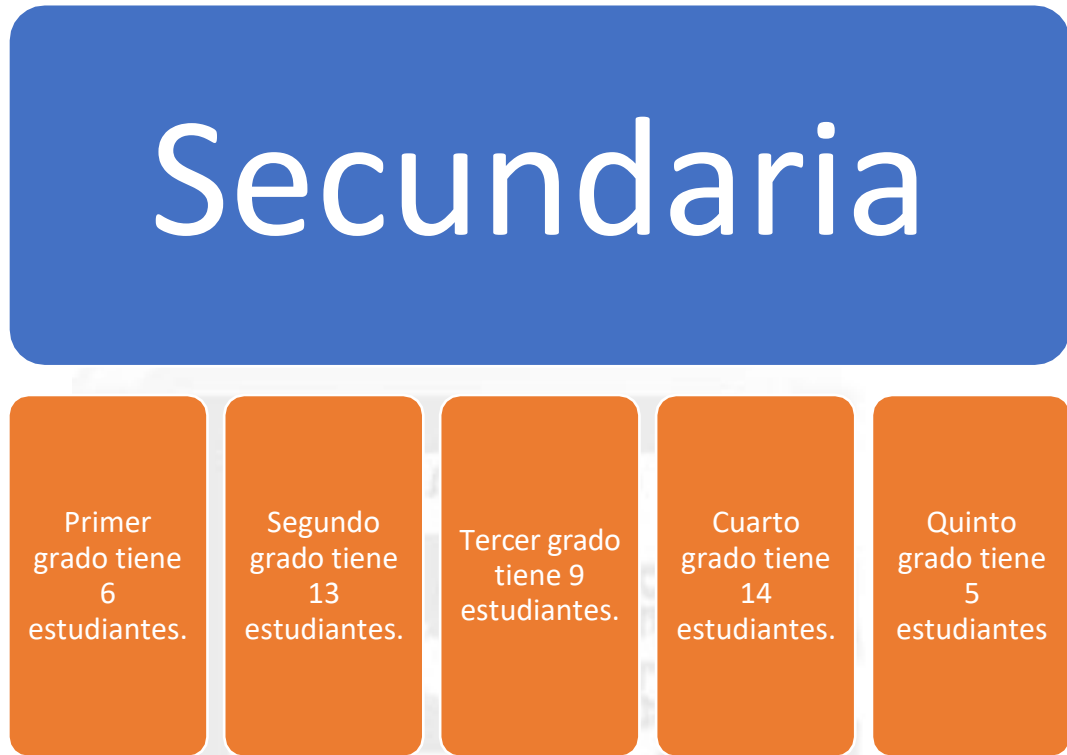 Secundaria
Primer
grado tiene
6
estudiantes.
Segundo
grado tiene
13
estudiantes.
Tercer grado
tiene 9
estudiantes.
Cuarto
grado tiene
14
estudiantes.
Quinto
grado tiene
5
estudiantes